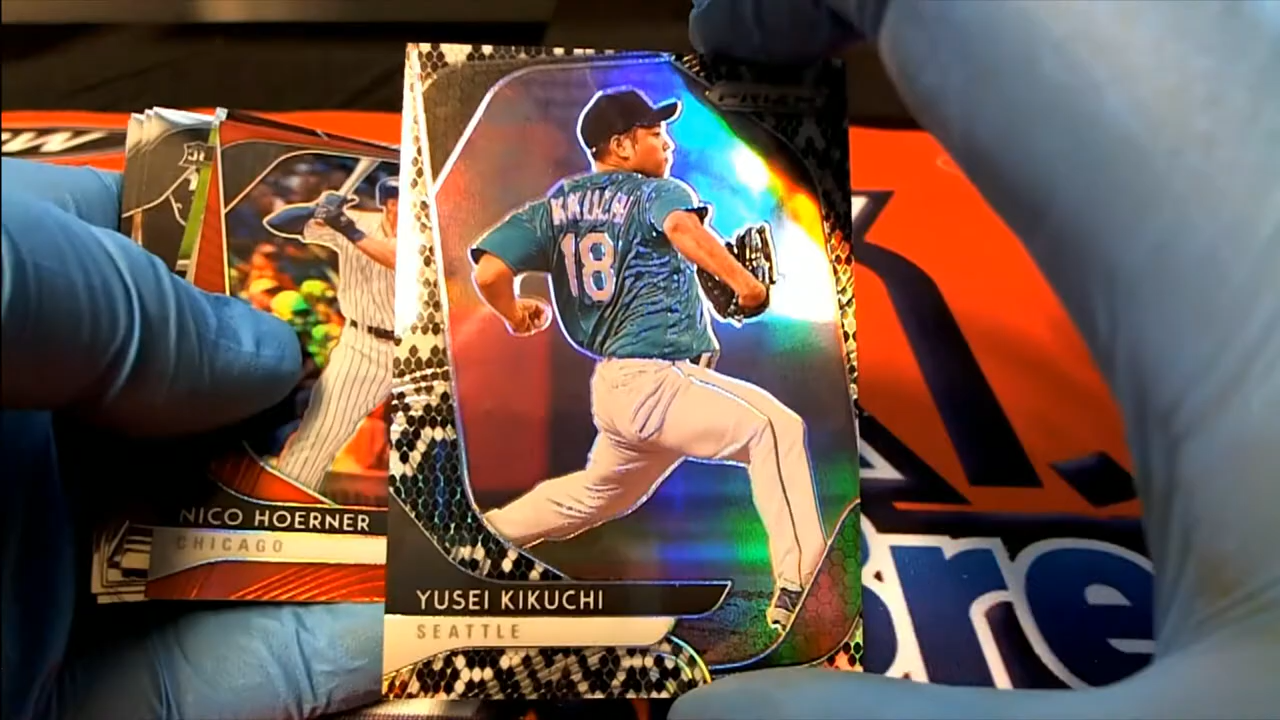 PRIZM
KIKUCHI
18
NICO HOERNER
CHICAGO
YUSEI KIKUCHI
SEATTLE
Bre